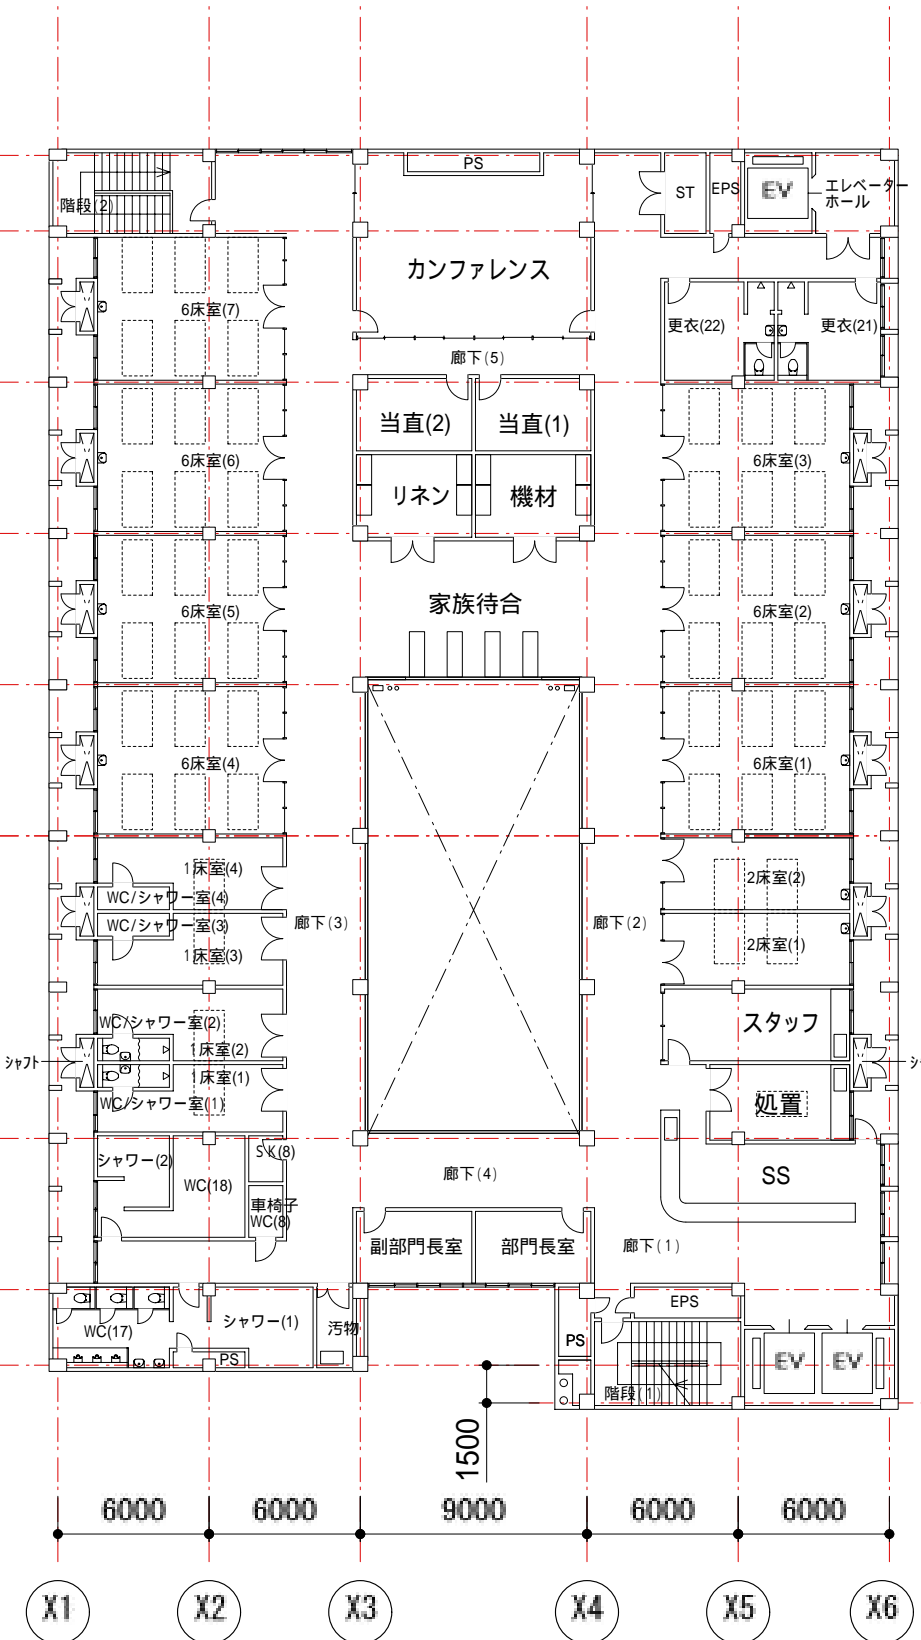 PS
ST
EPS
EV
エレベーター
ホール
階段(2)
カンファレンス
6床室(7)
更衣(22)
更衣(21)
廊下(5)
当直(2)
当直(1)
6床室(6)
6床室(3)
リネン
機材
家族待合
6床室(5)
6床室(2)
6床室(4)
6床室(1)
1床室(4)
2床室(2)
WC/シャワー室(4)
WC/シャワー室(3)
廊下(3)
廊下(2)
1床室(3)
2床室(1)
WC/シャワー室(2)
スタッフ
1床室(2)
シャフト
シ
1床室(1)
WC/シャワー室(1)
処置
SK(8)
シャワー(2)
WC(18)
廊下(4)
SS
車椅子
WC(8)
副部門長室
部門長室
廊下(1)
EPS
シャワー(1)
汚物
WC(17)
PS
PS
EV
EV
階段(1)
1500
6000
6000
9000
6000
6000
X1
X2
X3
X4
X5
X6